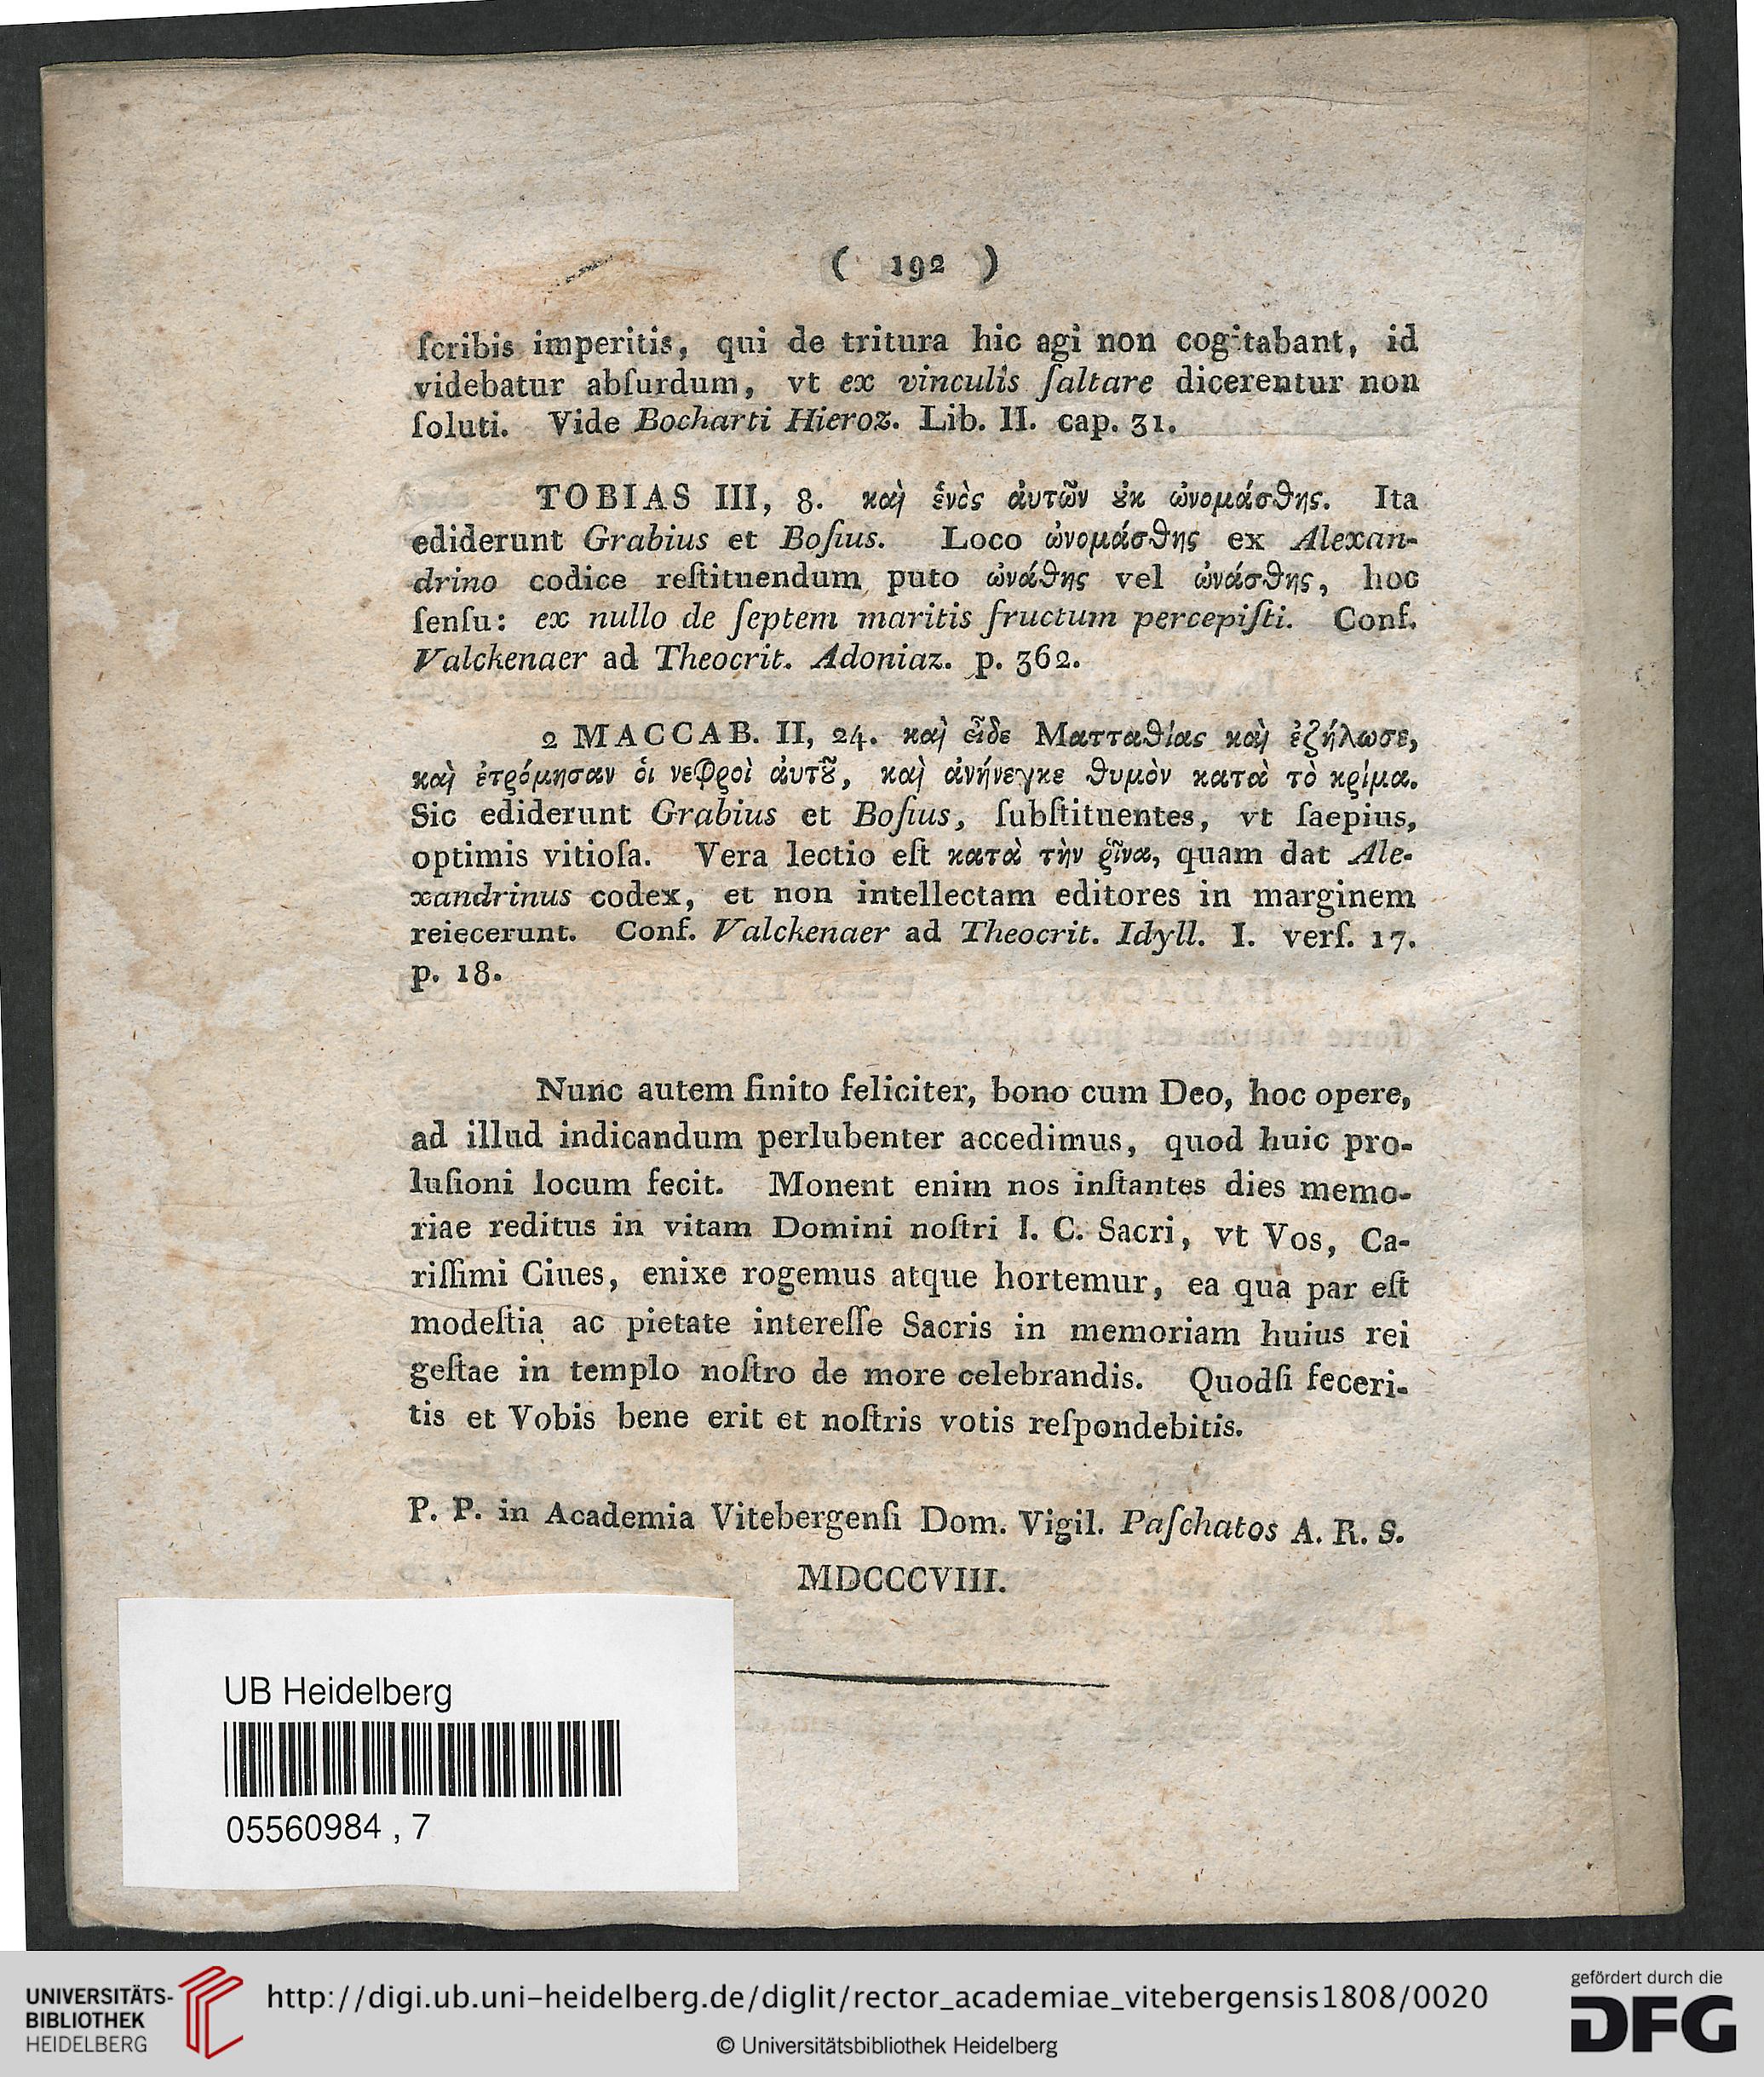 ( 192 )
ſcribis imperitis, qui de tritura hic agi non cogitabant, id
videbatur abſurdum, vt ex vinculis ſaltare dicerentur non
ſoluti. Vide Bocharti Hieroz. Lib. II. cap. 31.
TOBIAS III, 8. καὶ ἑνὸς ἀυτῶν ȣ̓κ ὠνομάσϑης. Ita
ediderunt Grabius et Boſius. Loco ὠνομάσϑης ex Alexan-
drino codice reſtituendum puto ὠνάϑης vel ὠνάσϑης, hoc
ſenſu: ex nullo de ſeptem maritis fructum percepiſti. Conf.
Valckenaer ad Theocrit. Adoniaz. p. 362.
2 MACCAB. II, 24. καὶ εἶδε Ματταϑίας καὶ ἐζήλωσε,
καὶ ἐτρόμησαν ὁι νεφροὶ ἀυτȣ͂, καὶ ἀνήνεγκε ϑυμὸν κατὰ τὸ κρίμα.
Sic ediderunt Grabius et Boſius, ſubſtituentes, vt ſaepius,
optimis vitioſa. Vera lectio eſt κατὰ τὴν ῥῖνα, quam dat Ale-
xandrinus codex, et non intellectam editores in marginem
reiecerunt. Conf. Valckenaer ad Theocrit. Idyll. I. verſ. 17.
p. 18.
Nunc autem finito feliciter, bono cum Deo, hoc opere,
ad illud indicandum perlubenter accedimus, quod huic pro-
luſioni locum fecit. Monent enim nos inſtantes dies memo-
riae reditus in vitam Domini noſtri I. C. Sacri, vt Vos, Ca-
riſſimi Ciues, enixe rogemus atque hortemur, ea qua par eſt
modeſtia ac pietate intereſſe Sacris in memoriam huius rei
geſtae in templo noſtro de more celebrandis. Quodſi feceri-
tis et Vobis bene erit et noſtris votis reſpondebitis.
P. P. in Academia Vitebergenſi Dom. Vigil. Paſchatos A. R. S.
MDCCCVIII.
UB Heidelberg
05560984 , 7
UNIVERSITÄTS-
BIBLIOTHEK
HEIDELBERG
http://digi.ub.uni-heidelberg.de/diglit/rector_academiae_vitebergensis1808/0020
© Universitätsbibliothek Heidelberg
gefördert durch die
DFG